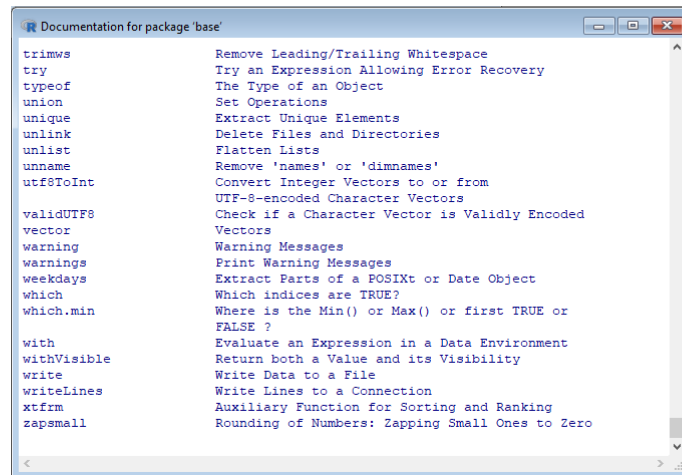 Documentation for package 'base'
trimws Remove Leading/Trailing Whitespace
try Try an Expression Allowing Error Recovery
typeof The Type of an Object
union Set Operations
unique Extract Unique Elements
unlink Delete Files and Directories
unlist Flatten Lists
unname Remove 'names' or 'dimnames'
utf8ToInt Convert Integer Vectors to or from
UTF-8-encoded Character Vectors
validUTF8 Check if a Character Vector is Validly Encoded
vector Vectors
warning Warning Messages
warnings Print Warning Messages
weekdays Extract Parts of a POSIXt or Date Object
which Which indices are TRUE?
which.min Where is the Min() or Max() or first TRUE or
FALSE ?
with Evaluate an Expression in a Data Environment
withVisible Return both a Value and its Visibility
write Write Data to a File
writeLines Write Lines to a Connection
xtfrm Auxiliary Function for Sorting and Ranking
zapsmall Rounding of Numbers: Zapping Small Ones to Zero